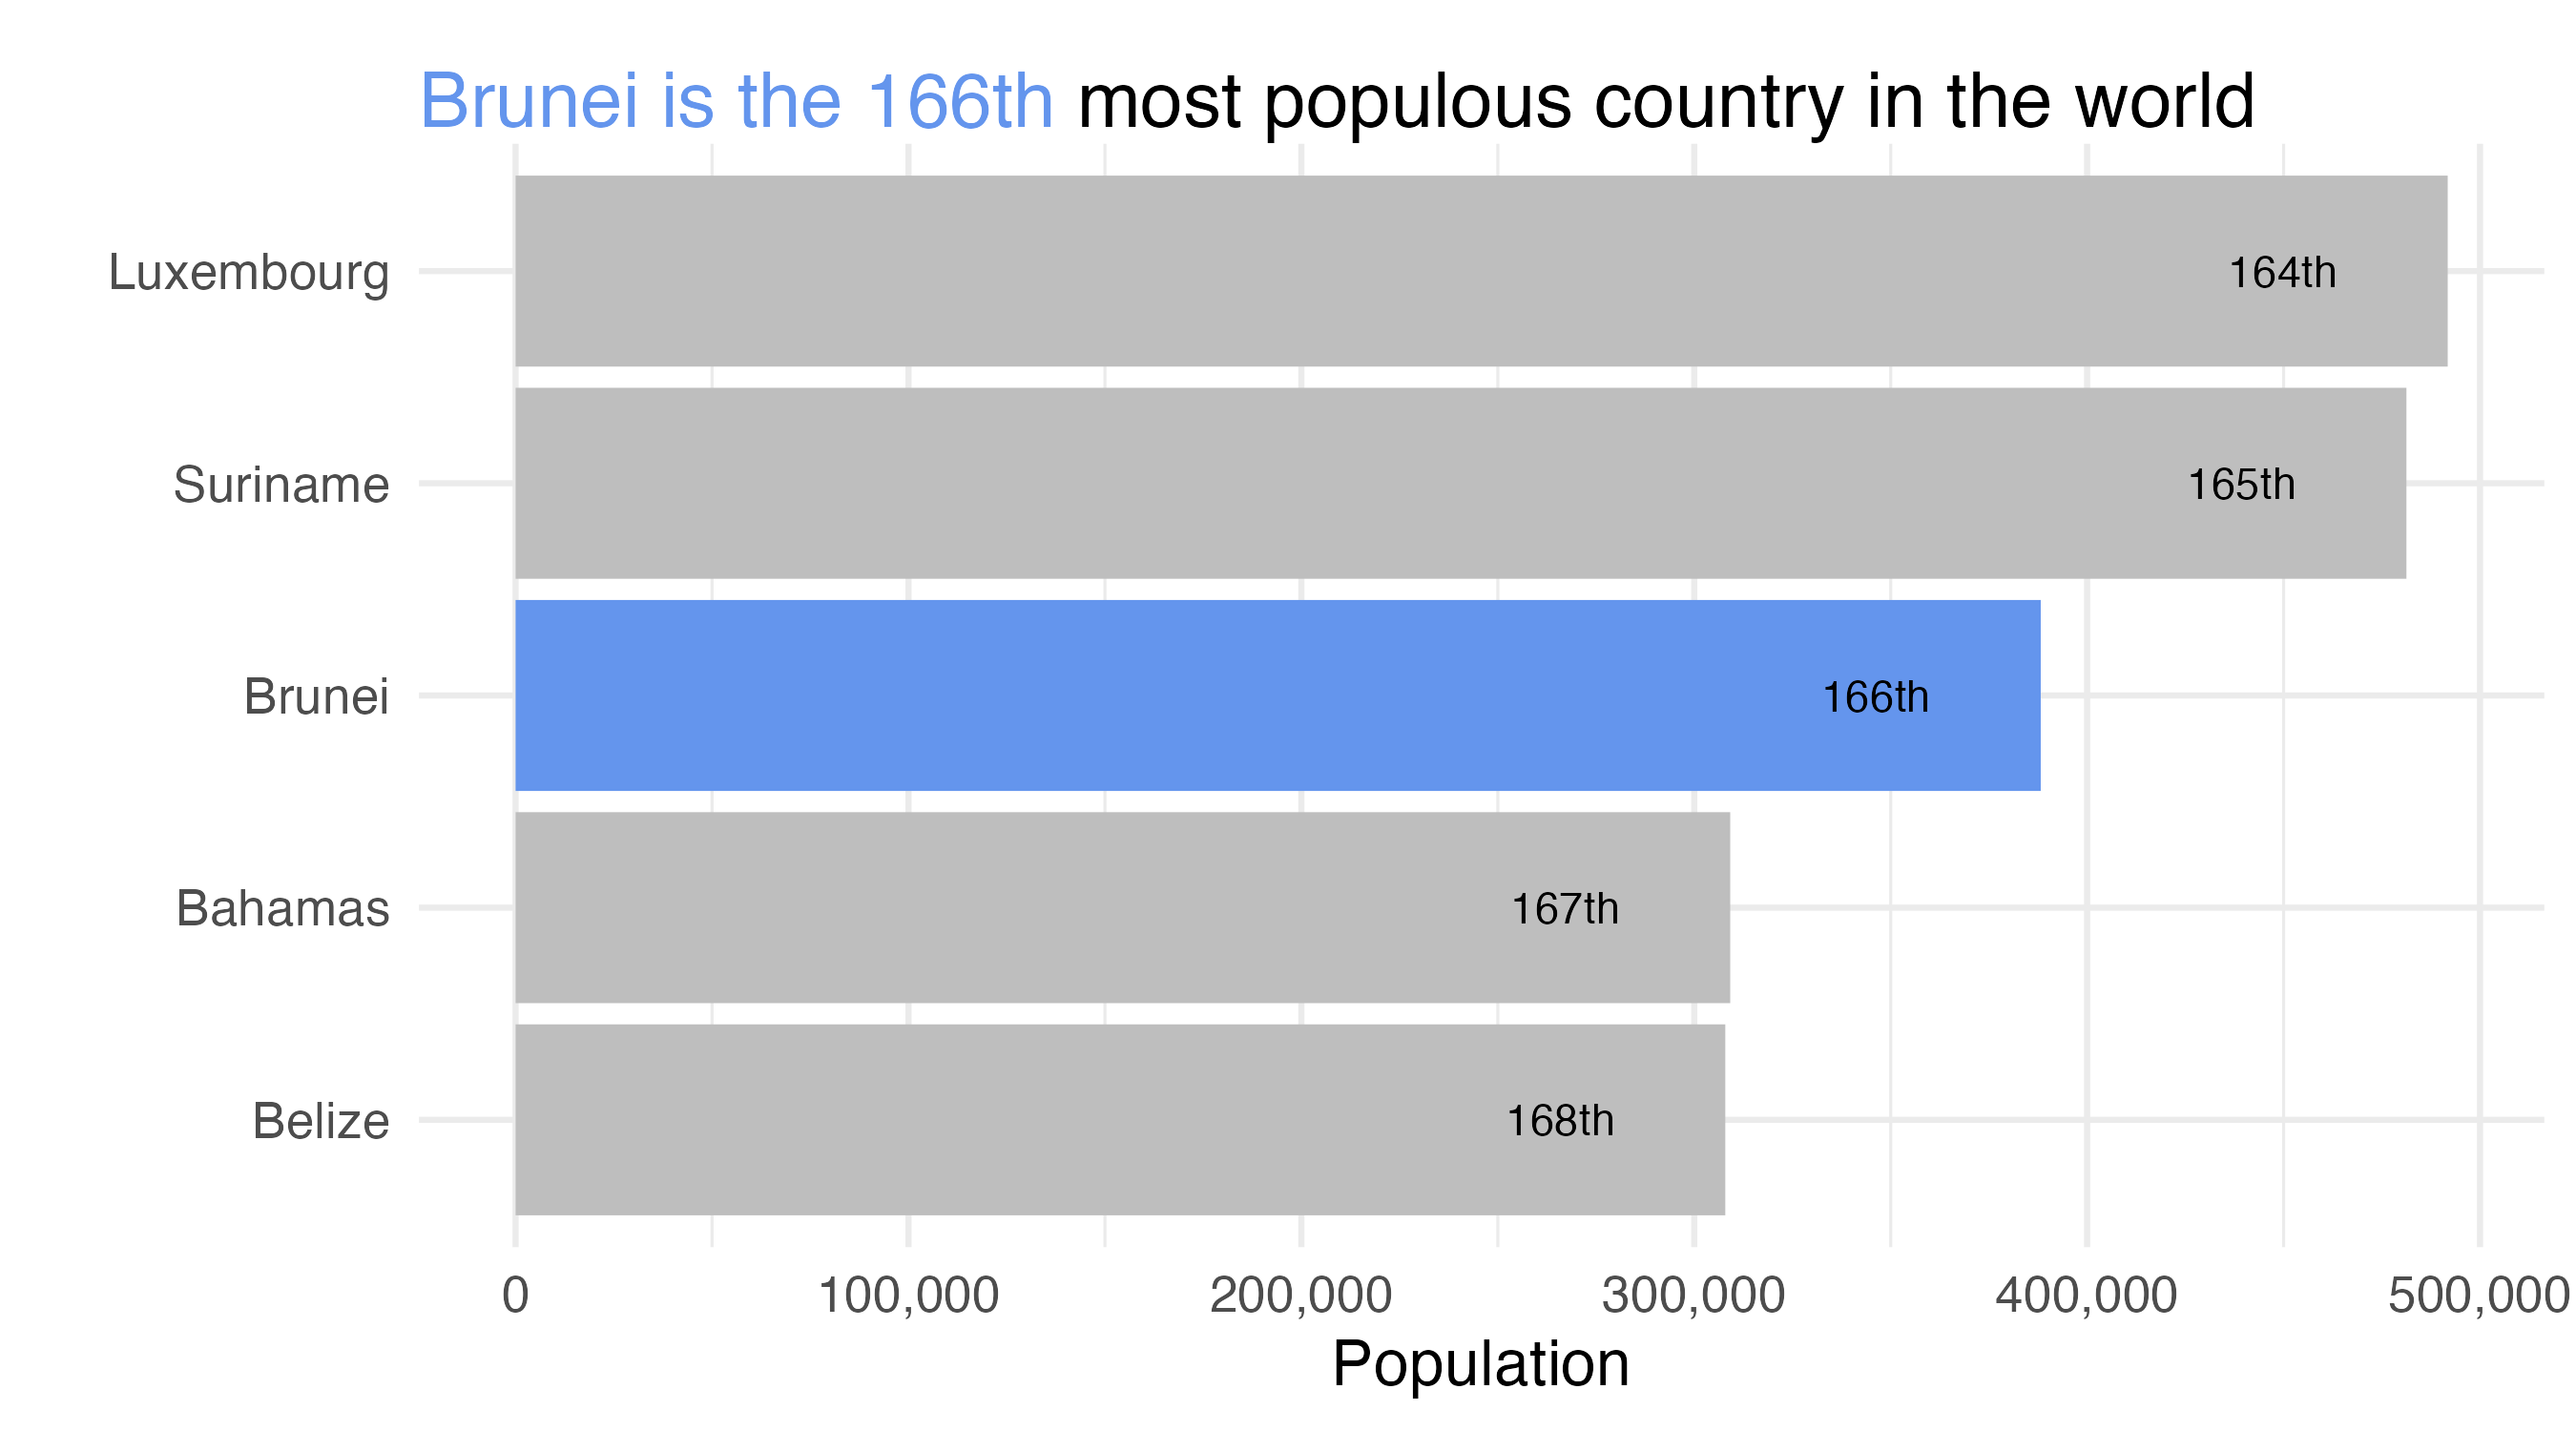 Brunei is the 166th most populous country in the world
Luxembourg 164th
Suriname 165th
Brunei 166th
Bahamas 167th
Belize 168th
0 100,000 200,000 300,000 400,000 500,000
Population